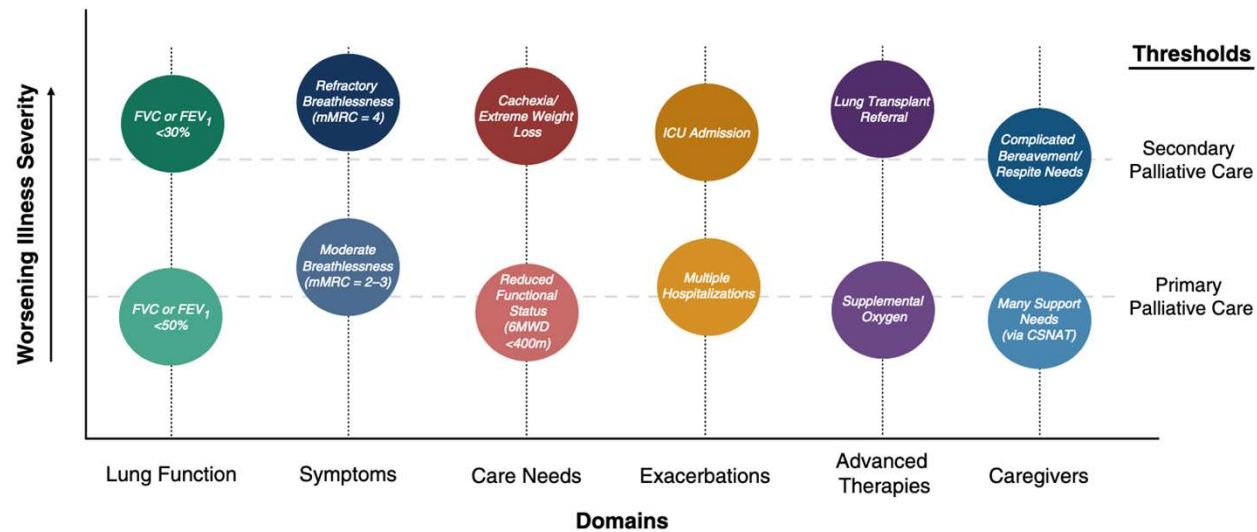 Thresholds
Worsening Illness Severity
FVC or FEV₁
<30%
Refractory
Breathlessness
(mMRC = 4)
Cachexia/
Extreme Weight
Loss
ICU Admission
Lung Transplant
Referral
Complicated
Bereavement/
Respite Needs
Secondary
Palliative Care
FVC or FEV₁
<50%
Moderate
Breathlessness
(mMRC = 2–3)
Reduced
Functional
Status
(6MWD
<400m)
Multiple
Hospitalizations
Supplemental
Oxygen
Many Support
Needs
(via CSNAT)
Primary
Palliative Care
Lung Function
Symptoms
Care Needs
Exacerbations
Advanced
Therapies
Caregivers
Domains